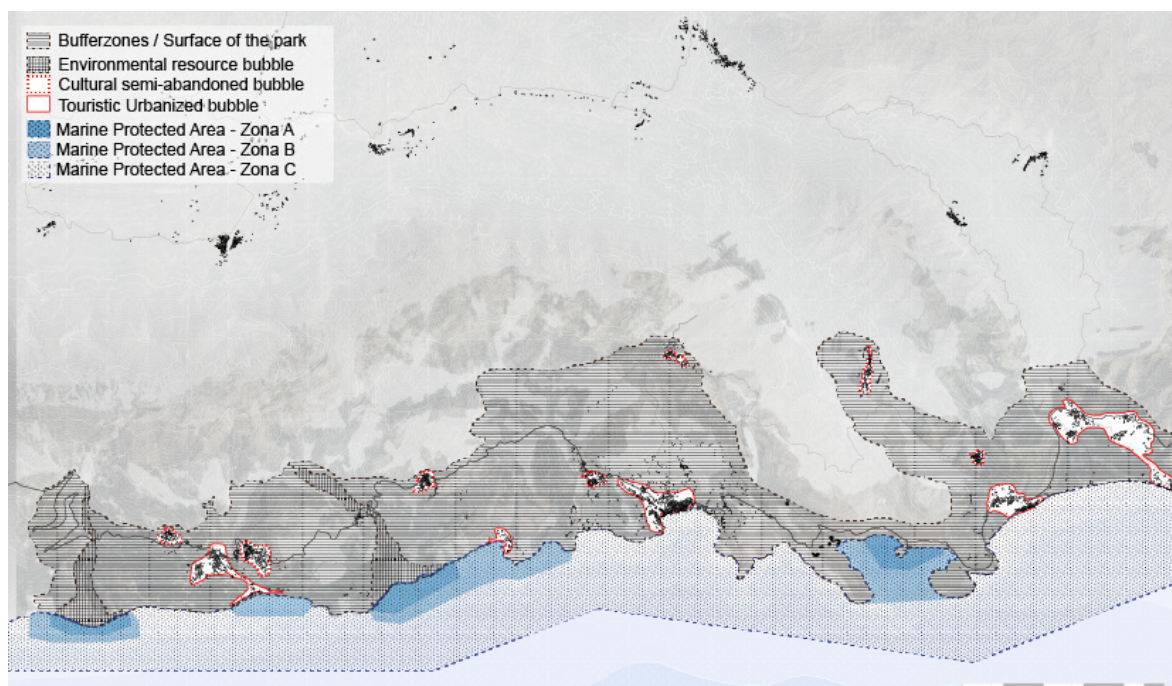 Bufferzones / Surface of the park
Environmental resource bubble
Cultural semi-abandoned bubble
Touristic Urbanized bubble
Marine Protected Area - Zona A
Marine Protected Area - Zona B
Marine Protected Area - Zona C